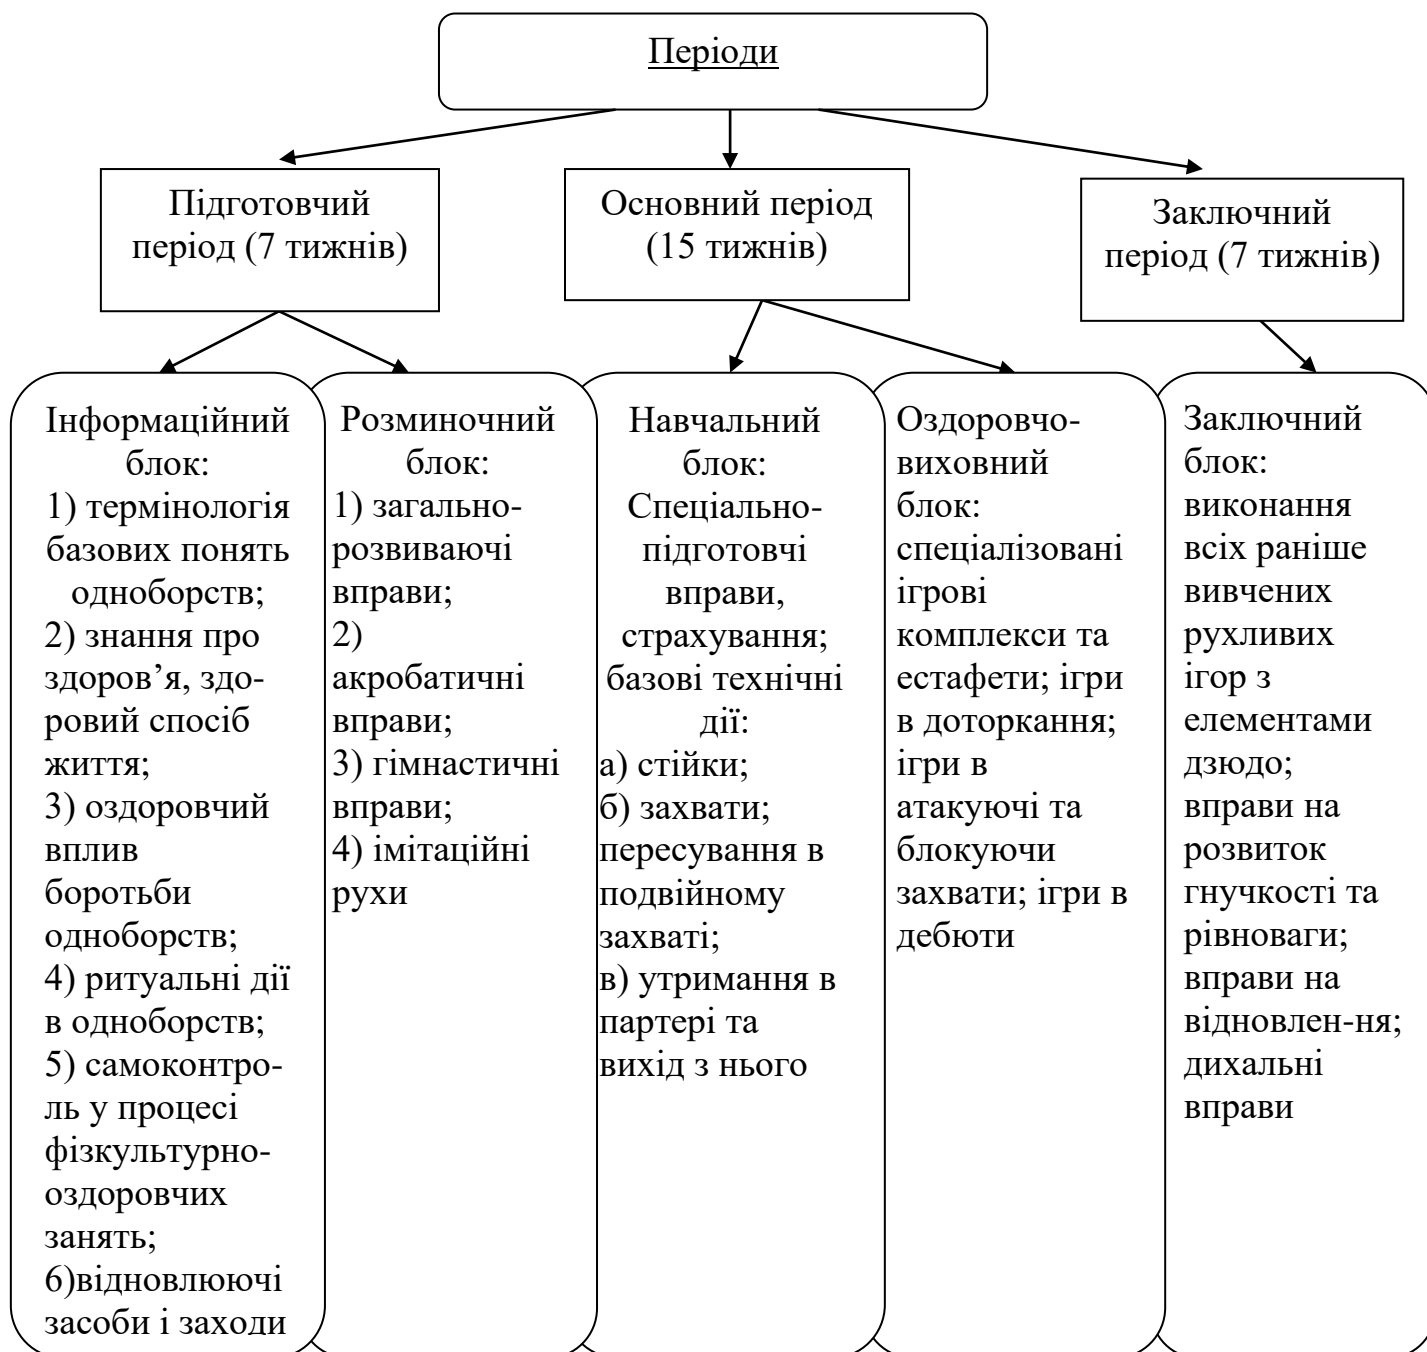 Періоди
Підготовчий
період (7 тижнів)
Основний період
(15 тижнів)
Заключний
період (7 тижнів)
Інформаційний
блок:
1) термінологія
базових понять
одноборств;
2) знання про
здоров’я, здо-
ровий спосіб
життя;
3) оздоровчий
вплив
боротьби
одноборств;
4) ритуальні дії
в одноборств;
5) самоконтро-
ль у процесі
фізкультурно-
оздоровчих
занять;
6)відновлюючі
засоби і заходи
Розминочний
блок:
1) загально-
розвиваючі
вправи;
2)
акробатичні
вправи;
3) гімнастичні
вправи;
4) імітаційні
рухи
Навчальний
блок:
Спеціально-
підготовчі
вправи,
страхування;
базові технічні
дії:
а) стійки;
б) захвати;
пересування в
подвійному
захваті;
в) утримання в
партері та
вихід з нього
Оздоровчо-
виховний
блок:
спеціалізовані
ігрові
комплекси та
естафети; ігри
в доторкання;
ігри в
атакуючі та
блокуючи
захвати; ігри в
дебюти
Заключний
блок:
виконання
всіх раніше
вивчених
рухливих
ігор з
елементами
дзюдо;
вправи на
розвиток
гнучкості та
рівноваги;
вправи на
відновлен-ня;
дихальні
вправи